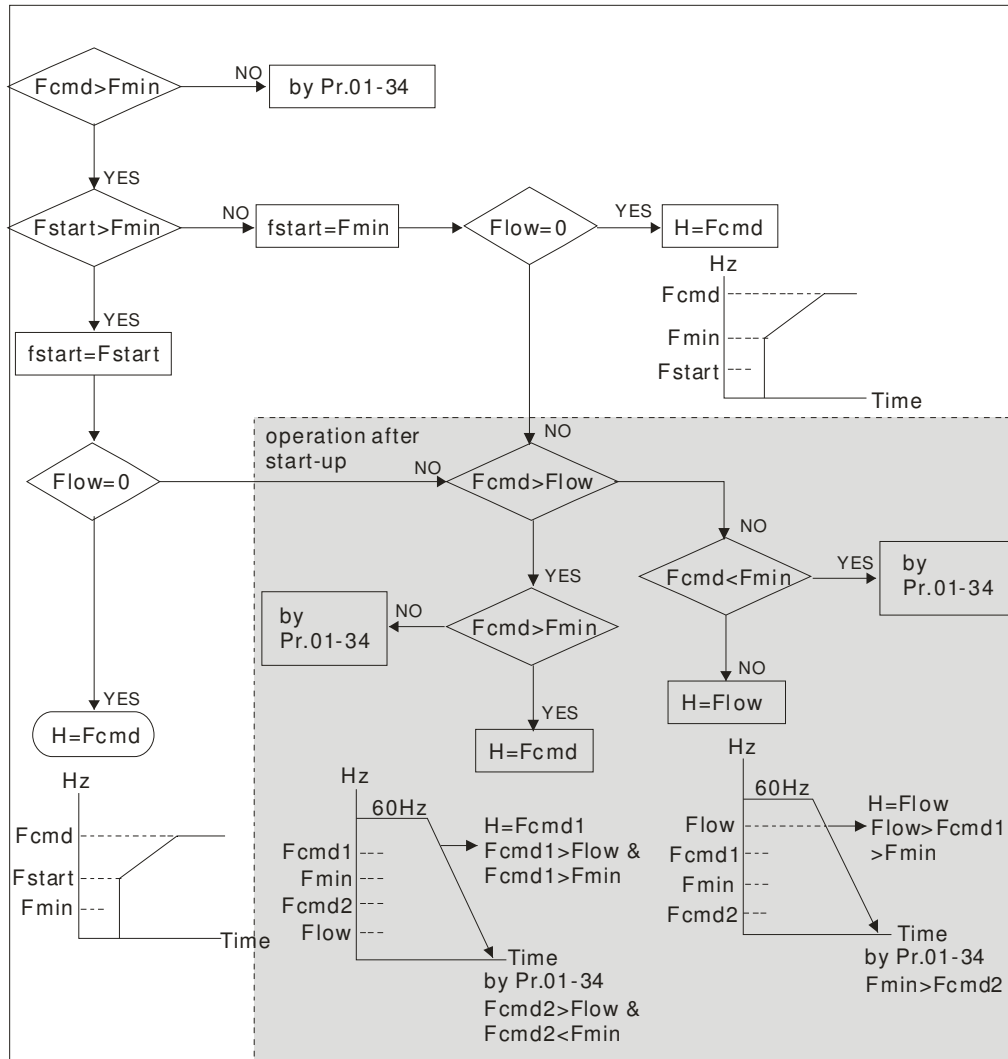 Fcmd>Fmin
NO
by Pr.01-34
YES
Fstart>Fmin
NO
fstart=Fmin
Flow=0
YES
H=Fcmd
Hz
Fcmd
Fmin
Fstart
Time
YES
fstart=Fstart
NO
operation after
start-up
Flow=0
NO
Fcmd>Flow
NO
YES
Fcmd<Fmin
YES
by
Pr.01-34
by
Pr.01-34
NO
Fcmd>Fmin
NO
H=Flow
YES
H=Fcmd
YES
H=Fcmd
Hz
Fcmd
Fstart
Fmin
Time
Hz
60Hz
H=Fcmd1
Fcmd1>Flow &
Fcmd1>Fmin
Fcmd1
Fmin
Fcmd2
Flow
Time
by Pr.01-34
Fcmd2>Flow &
Fcmd2<Fmin
Hz
60Hz
H=Flow
Flow>Fcmd1
>Fmin
Flow
Fcmd1
Fmin
Fcmd2
Time
by Pr.01-34
Fmin>Fcmd2